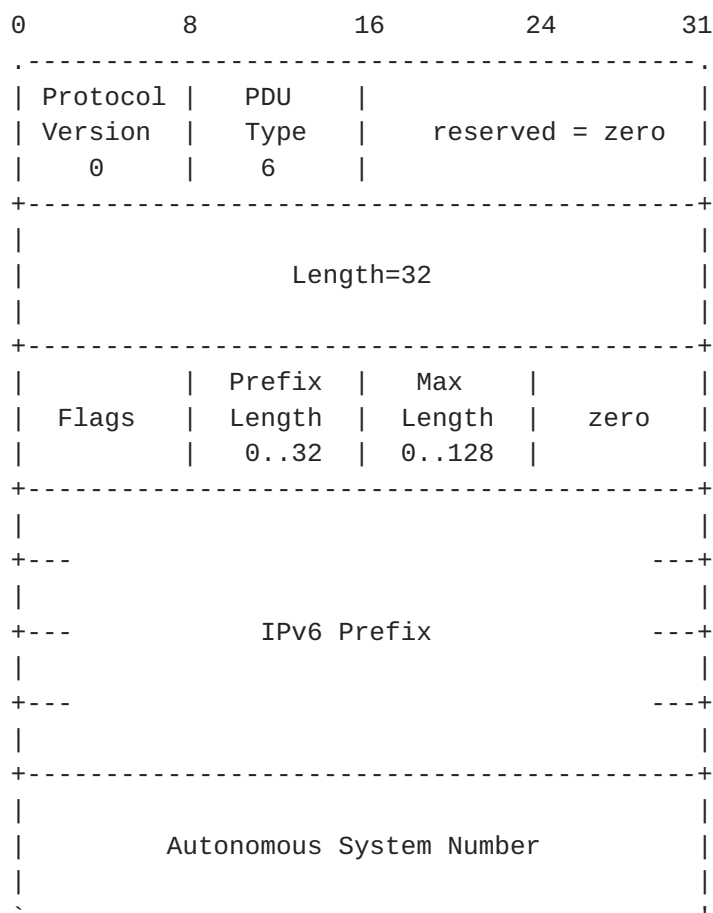 0          8           16          24        31
.-------------------------------------------.
| Protocol |   PDU    |                     |
| Version  |   Type   |    reserved = zero  |
|    0     |    6     |                     |
+-------------------------------------------+
|                                           |
|                 Length=32                 |
|                                           |
+-------------------------------------------+
|          |  Prefix  |   Max    |          |
|  Flags   |  Length  |  Length  |   zero   |
|          |   0..32  |  0..128  |          |
+-------------------------------------------+
|                                           |
+---                                     ---+
|                                           |
+---            IPv6 Prefix              ---+
|                                           |
+---                                     ---+
|                                           |
+-------------------------------------------+
|                                           |
|         Autonomous System Number          |
|                                           |
`-------------------------------------------'